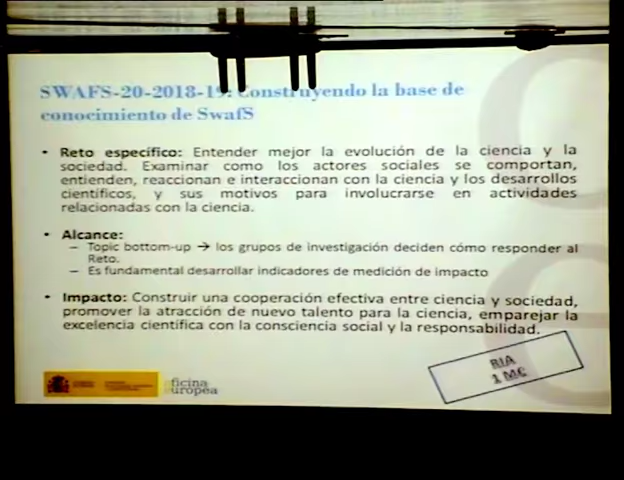 SWAFS-20-2018-19: Construyendo la base de
conocimiento de SwafS
• Reto específico: Entender mejor la evolución de la ciencia y la
sociedad. Examinar como los actores sociales se comportan,
entienden, reaccionan e interaccionan con la ciencia y los desarrollos
científicos, y sus motivos para involucrarse en actividades
relacionadas con la ciencia.
• Alcance:
– Topic bottom-up → los grupos de investigación deciden cómo responder al
Reto.
– Es fundamental desarrollar indicadores de medición de impacto
• Impacto: Construir una cooperación efectiva entre ciencia y sociedad,
promover la atracción de nuevo talento para la ciencia, emparejar la
excelencia científica con la consciencia social y la responsabilidad.
RIA
1 M€
oficina
europea